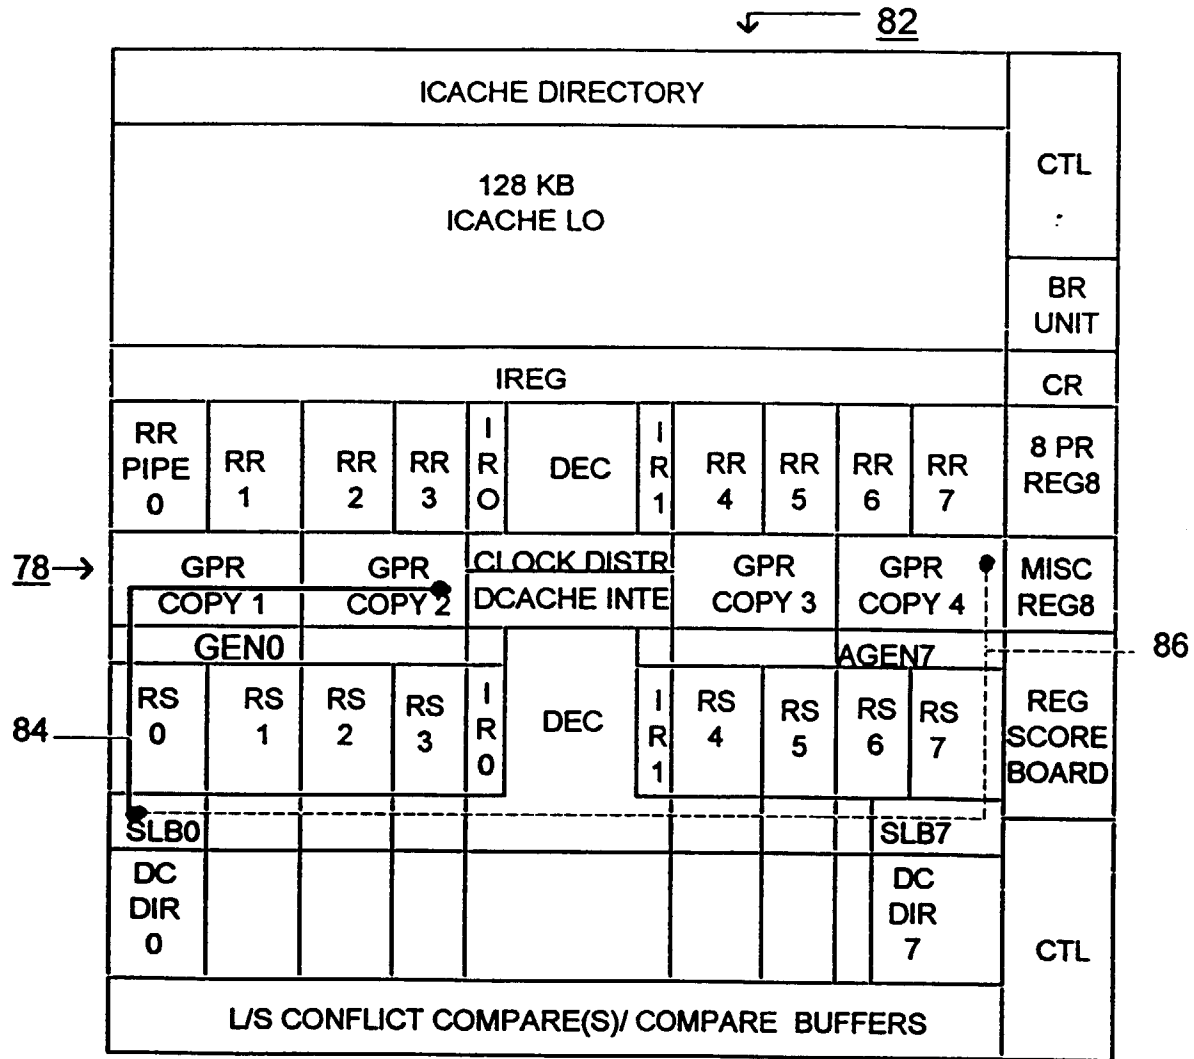 82
ICACHE DIRECTORY
128 KB
ICACHE LO
CTL
BR
UNIT
IREG
CR
RR
PIPE
0
RR
1
RR
2
RR
3
I
R
O
DEC
I
R
1
RR
4
RR
5
RR
6
RR
7
8 PR
REG8
78
GPR
COPY 1
GPR
COPY 2
CLOCK DISTR
DCACHE INTE
GPR
COPY 3
GPR
COPY 4
MISC
REG8
GEN0
AGEN7
86
84
RS
0
RS
1
RS
2
RS
3
I
R
0
DEC
I
R
1
RS
4
RS
5
RS
6
RS
7
REG
SCORE
BOARD
SLB0
SLB7
DC
DIR
0
DC
DIR
7
CTL
L/S CONFLICT COMPARE(S)/ COMPARE BUFFERS